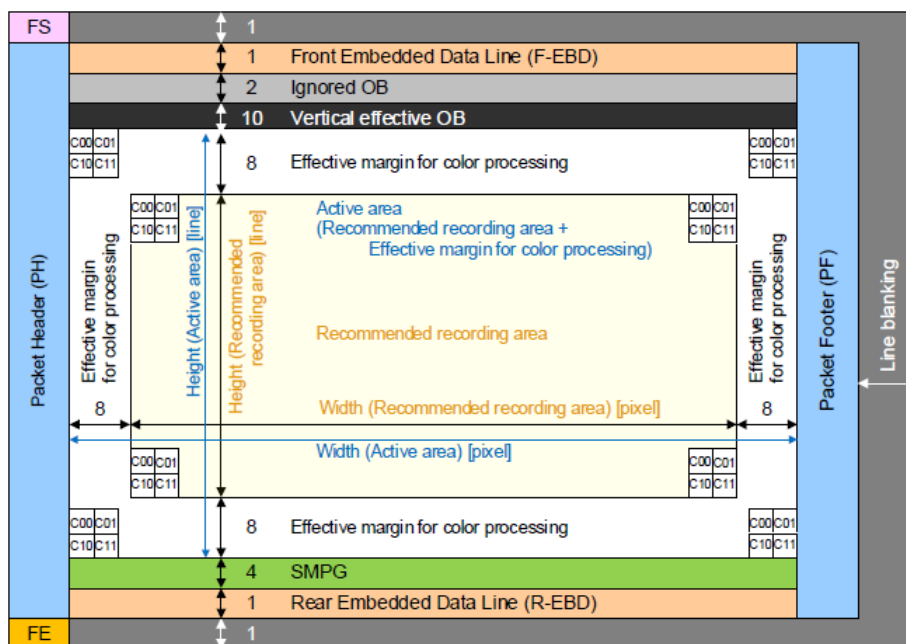 FS
1
1 Front Embedded Data Line (F-EBD)
2 Ignored OB
10 Vertical effective OB
C00 C01
C10 C11
8 Effective margin for color processing
C00 C01
C10 C11
C00 C01
C10 C11
Active area
(Recommended recording area +
Effective margin for color processing)
C00 C01
C10 C11
Packet Header (PH)
Effective margin
for color processing
8
Height (Active area) [line]
Height (Recommended
recording area) [line]
Recommended recording area
Width (Recommended recording area) [pixel]
Width (Active area) [pixel]
Effective margin
for color processing
8
Packet Footer (PF)
Line blanking
C00 C01
C10 C11
C00 C01
C10 C11
C00 C01
C10 C11
8 Effective margin for color processing
C00 C01
C10 C11
4 SMPG
1 Rear Embedded Data Line (R-EBD)
FE
1